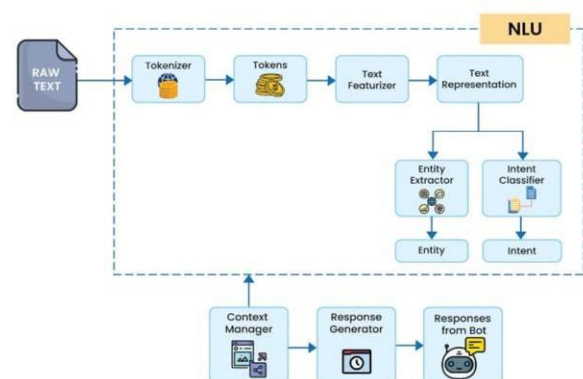 NLU
RAW
TEXT
Tokenizer
Tokens
Text
Featurizer
Text
Representation
Entity
Extractor
Intent
Classifier
Entity
Intent
Context
Manager
Response
Generator
Responses
from Bot